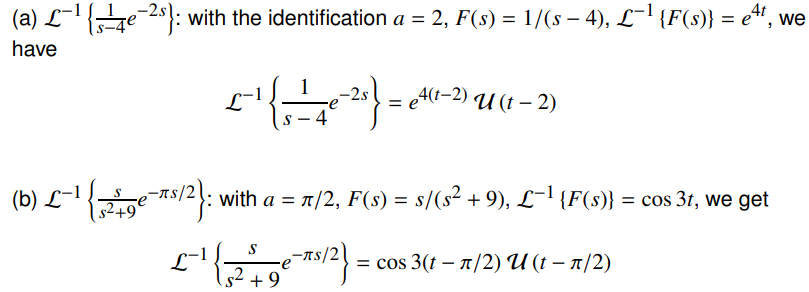 (a) ℒ⁻¹ {1/(s−4) e⁻²ˢ}: with the identification a = 2, F(s) = 1/(s − 4), ℒ⁻¹ {F(s)} = e⁴ᵗ, we
have
ℒ⁻¹ {1/(s − 4) e⁻²ˢ} = e^{4(t−2)} 𝒰 (t − 2)
(b) ℒ⁻¹ {s/(s²+9) e^{−πs/2}}: with a = π/2, F(s) = s/(s² + 9), ℒ⁻¹ {F(s)} = cos 3t, we get
ℒ⁻¹ {s/(s² + 9) e^{−πs/2}} = cos 3(t − π/2) 𝒰 (t − π/2)